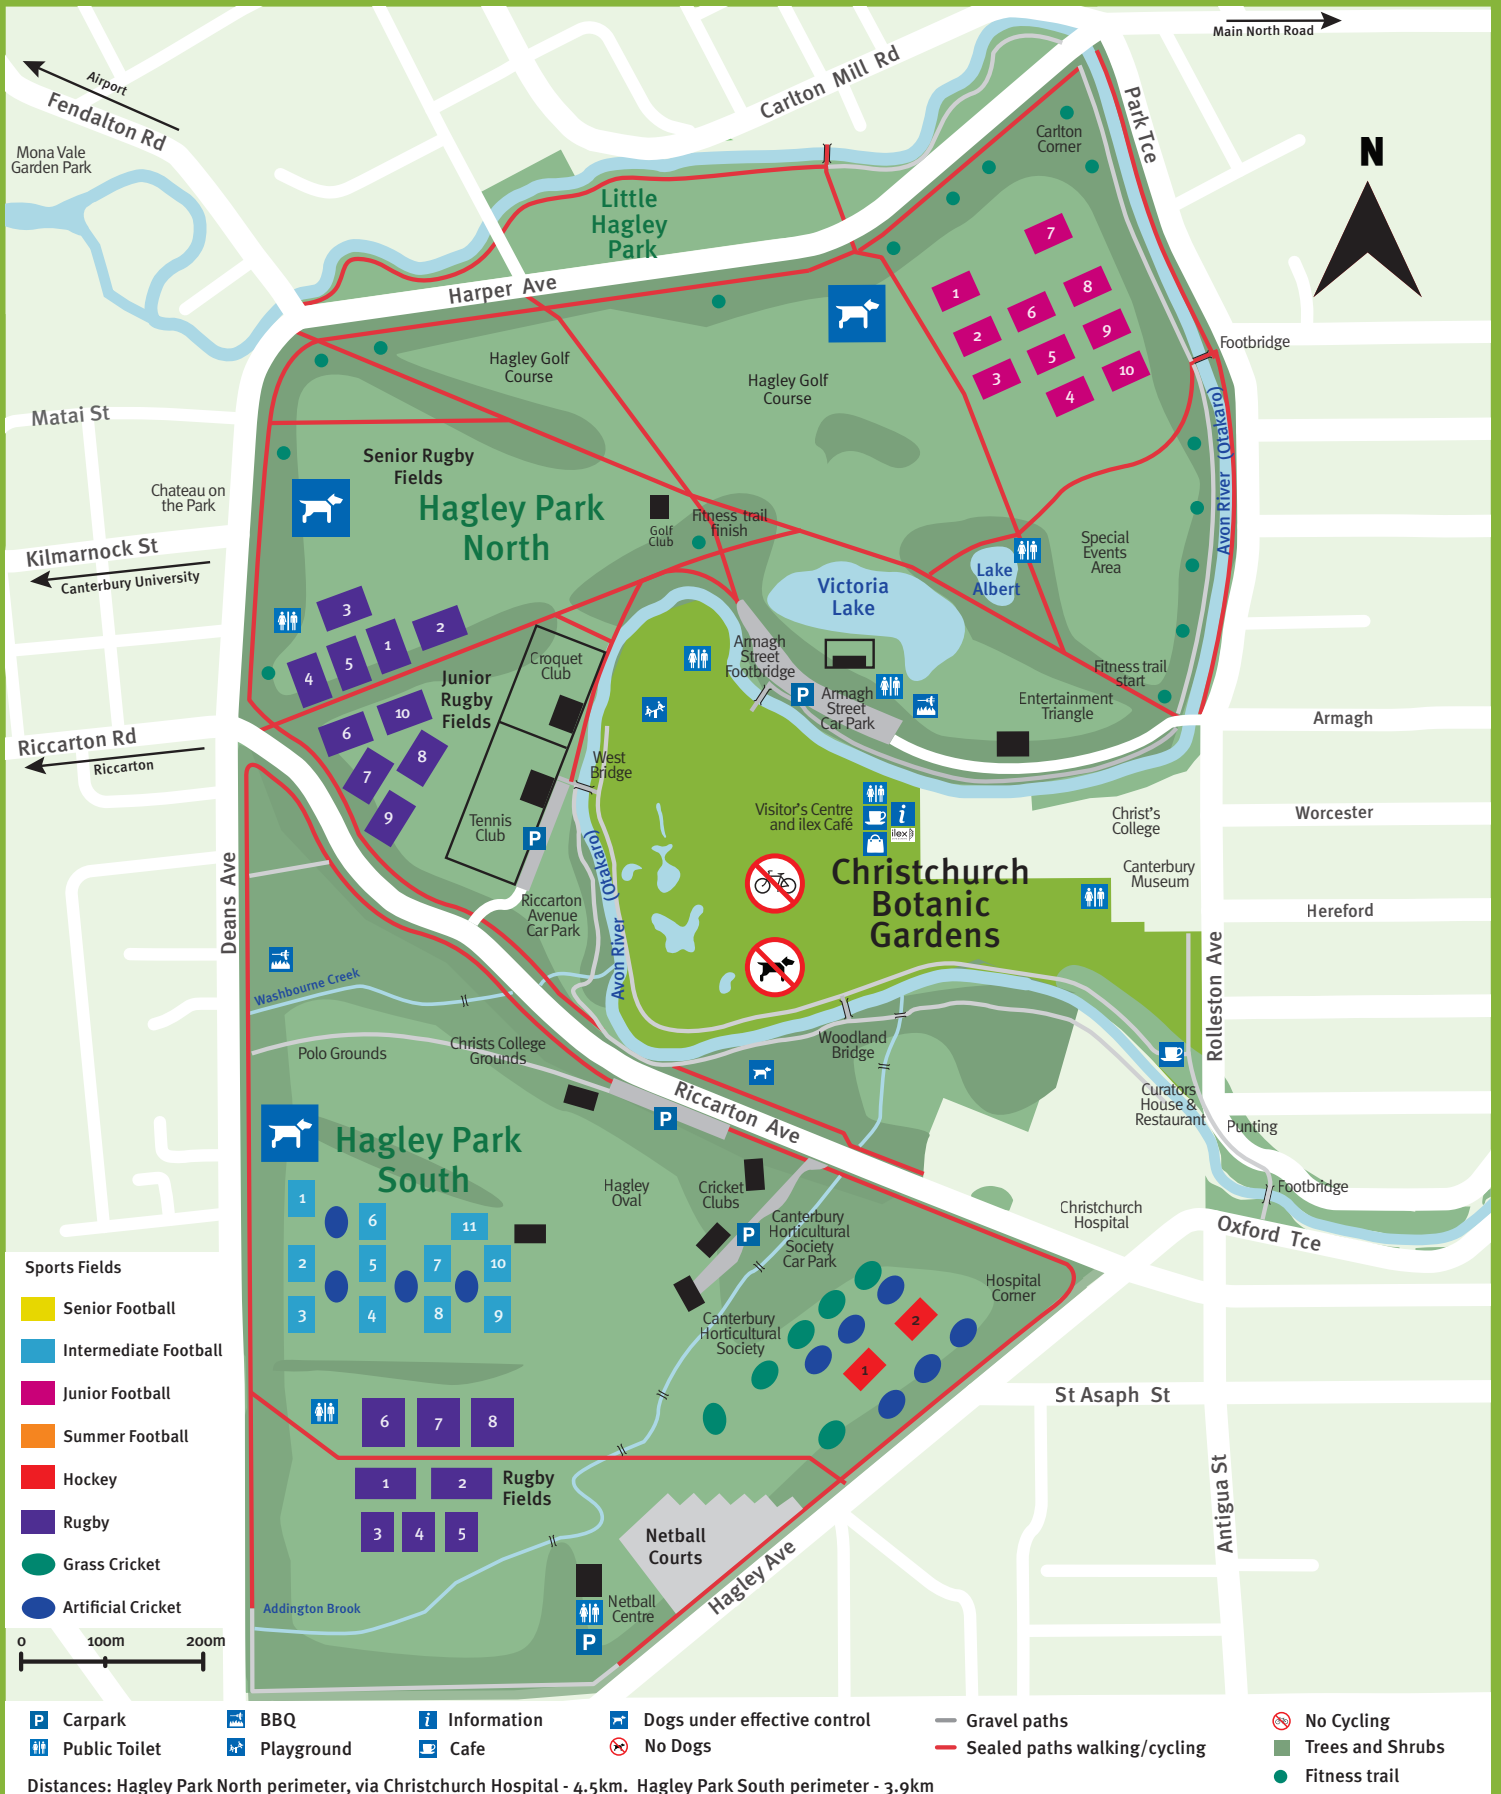 Main North Road
Airport
Fendalton Rd
Carlton Mill Rd
Park Tce
Mona Vale
Garden Park
Carlton
Corner
N
Little
Hagley
Park
Harper Ave
7
1
8
6
2
9
5
3
10
4
Footbridge
Hagley Golf
Course
Hagley Golf
Course
Matai St
Senior Rugby
Fields
Chateau on
the Park
Hagley Park
North
Golf
Club
Fitness trail
finish
Avon River (Otakaro)
Kilmarnock St
Canterbury University
Special
Events
Area
Lake
Albert
Victoria
Lake
3
2
1
5
4
Croquet
Club
Junior
Rugby
Fields
10
6
8
7
9
Armagh
Street
Footbridge
P
Armagh
Street
Car Park
Fitness trail
start
Entertainment
Triangle
Armagh
Riccarton Rd
Riccarton
West
Bridge
Tennis
Club
P
Visitor's Centre
and ilex Café
i
ilex
Christ's
College
Worcester
Canterbury
Museum
Christchurch
Botanic
Gardens
Hereford
Deans Ave
Riccarton
Avenue
Car Park
Avon River (Otakaro)
Rolleston Ave
Washbourne Creek
Polo Grounds
Christs College
Grounds
Woodland
Bridge
Riccarton Ave
P
Curators
House &
Restaurant
Punting
Footbridge
Hagley Park
South
Hagley
Oval
Cricket
Clubs
P
Canterbury
Horticultural
Society
Car Park
Christchurch
Hospital
Oxford Tce
1
6
11
2
5
7
10
3
4
8
9
Hospital
Corner
Canterbury
Horticultural
Society
2
1
St Asaph St
Antigua St
6
7
8
1
2
Rugby
Fields
3
4
5
Netball
Courts
Hagley Ave
Netball
Centre
P
Addington Brook
Sports Fields
Senior Football
Intermediate Football
Junior Football
Summer Football
Hockey
Rugby
Grass Cricket
Artificial Cricket
0 100m 200m
P Carpark
BBQ
i Information
Dogs under effective control
Gravel paths
No Cycling
Public Toilet
Playground
Cafe
No Dogs
Sealed paths walking/cycling
Trees and Shrubs
Fitness trail
Distances: Hagley Park North perimeter, via Christchurch Hospital - 4.5km. Hagley Park South perimeter - 3.9km